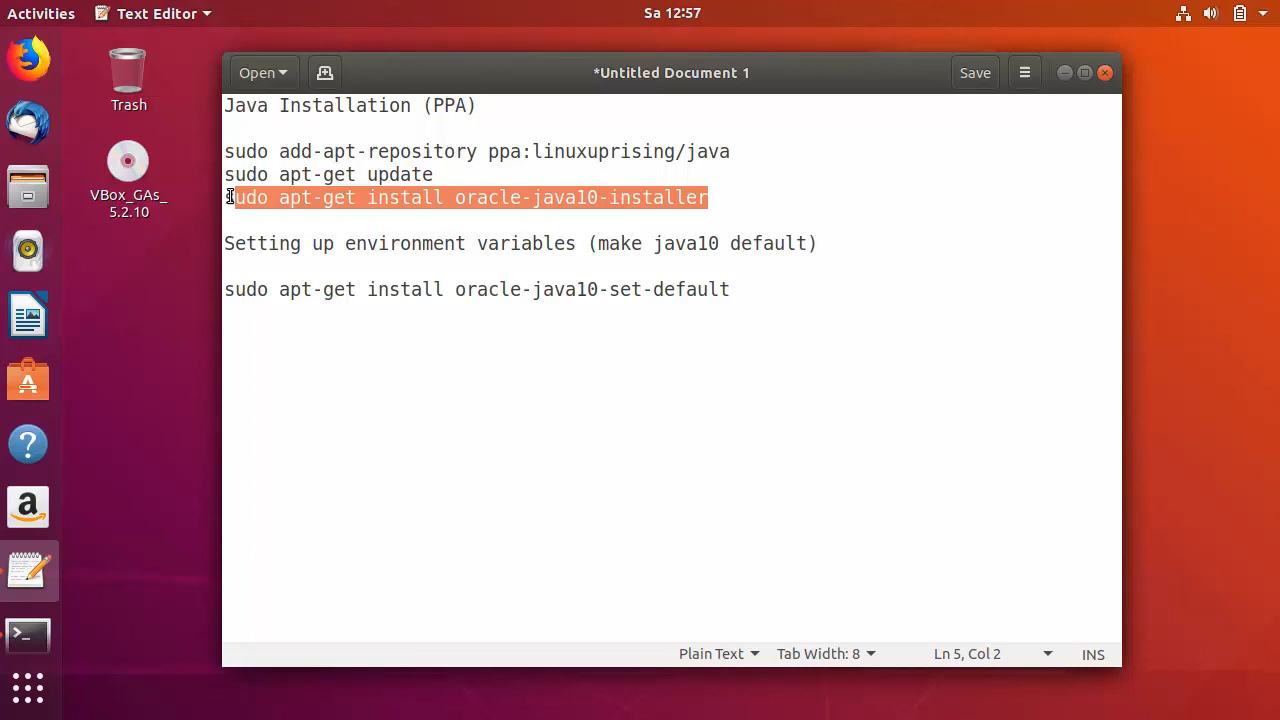 Activities
Text Editor
Sa 12:57
Trash
VBox_GAs_
5.2.10
Open
*Untitled Document 1
Save
Java Installation (PPA)
sudo add-apt-repository ppa:linuxuprising/java
sudo apt-get update
sudo apt-get install oracle-java10-installer
Setting up environment variables (make java10 default)
sudo apt-get install oracle-java10-set-default
Plain Text
Tab Width: 8
Ln 5, Col 2
INS